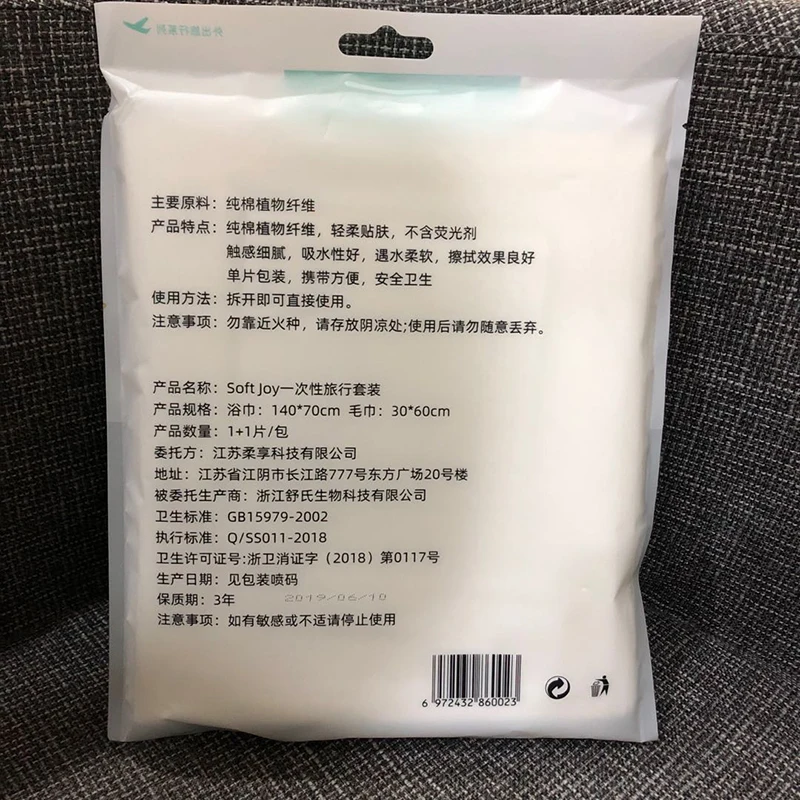 外出旅行系列
主要原料：纯棉植物纤维
产品特点：纯棉植物纤维，轻柔贴肤，不含荧光剂
触感细腻，吸水性好，遇水柔软，擦拭效果良好
单片包装，携带方便，安全卫生
使用方法：拆开即可直接使用。
注意事项：勿靠近火种，请存放阴凉处;使用后请勿随意丢弃。
产品名称：Soft Joy一次性旅行套装
产品规格：浴巾：140*70cm 毛巾：30*60cm
产品数量：1+1片/包
委托方：江苏柔享科技有限公司
地址：江苏省江阴市长江路777号东方广场20号楼
被委托生产商：浙江舒氏生物科技有限公司
卫生标准：GB15979-2002
执行标准：Q/SS011-2018
卫生许可证号:浙卫消证字（2018）第0117号
生产日期：见包装喷码
保质期：3年 2019/06/10
注意事项：如有敏感或不适请停止使用
6 972432 860023